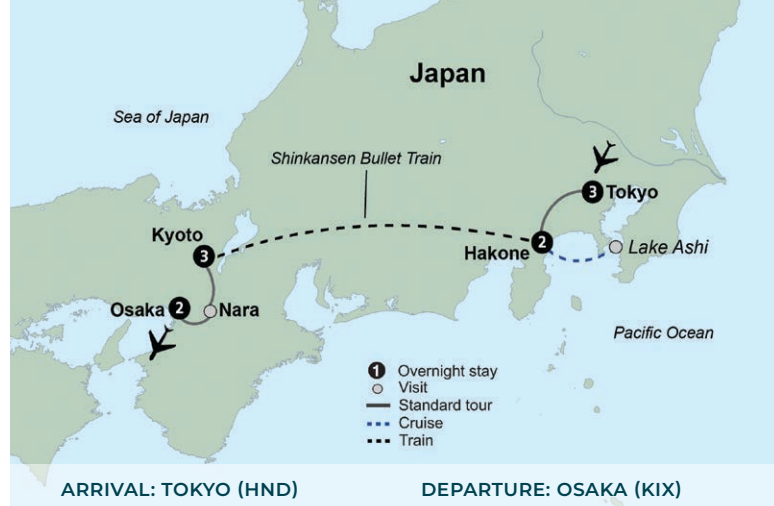 Japan
Sea of Japan
Shinkansen Bullet Train
3 Tokyo
Kyoto
3
2
Hakone
Lake Ashi
Osaka 2
Nara
Pacific Ocean
1 Overnight stay
Visit
Standard tour
Cruise
Train
ARRIVAL: TOKYO (HND)
DEPARTURE: OSAKA (KIX)